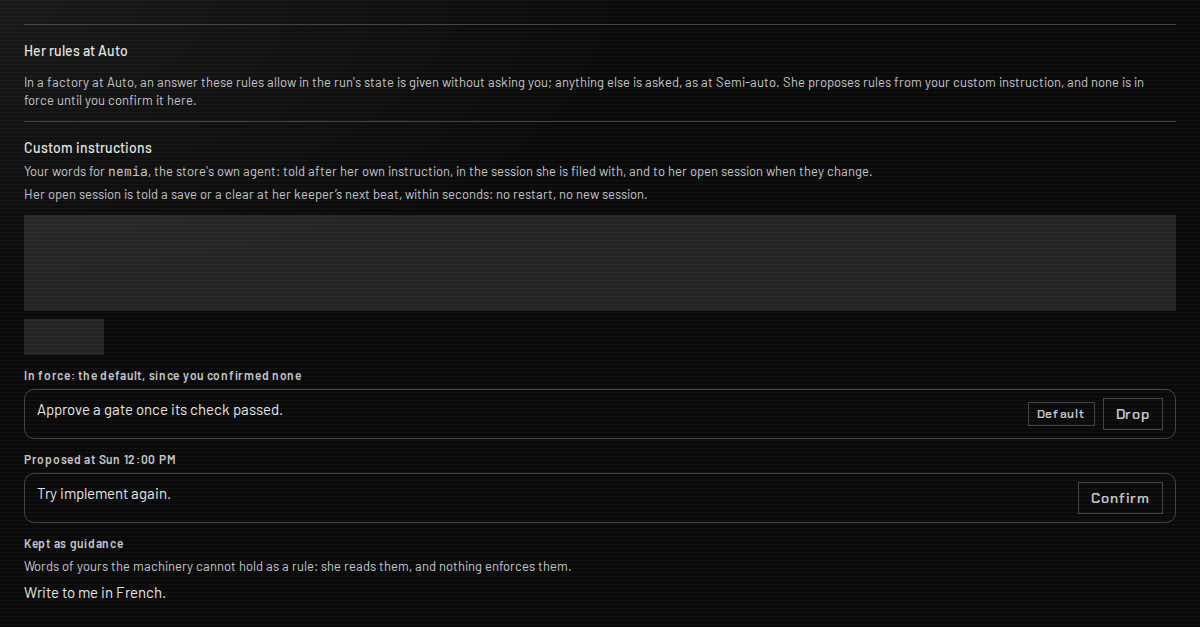 Her rules at Auto
In a factory at Auto, an answer these rules allow in the run's state is given without asking you; anything else is asked, as at Semi-auto. She proposes rules from your custom instruction, and none is in
force until you confirm it here.
Custom instructions
Your words for nemia, the store's own agent: told after her own instruction, in the session she is filed with, and to her open session when they change.
Her open session is told a save or a clear at her keeper's next beat, within seconds: no restart, no new session.
In force: the default, since you confirmed none
Approve a gate once its check passed.
Default
Drop
Proposed at Sun 12:00 PM
Try implement again.
Confirm
Kept as guidance
Words of yours the machinery cannot hold as a rule: she reads them, and nothing enforces them.
Write to me in French.